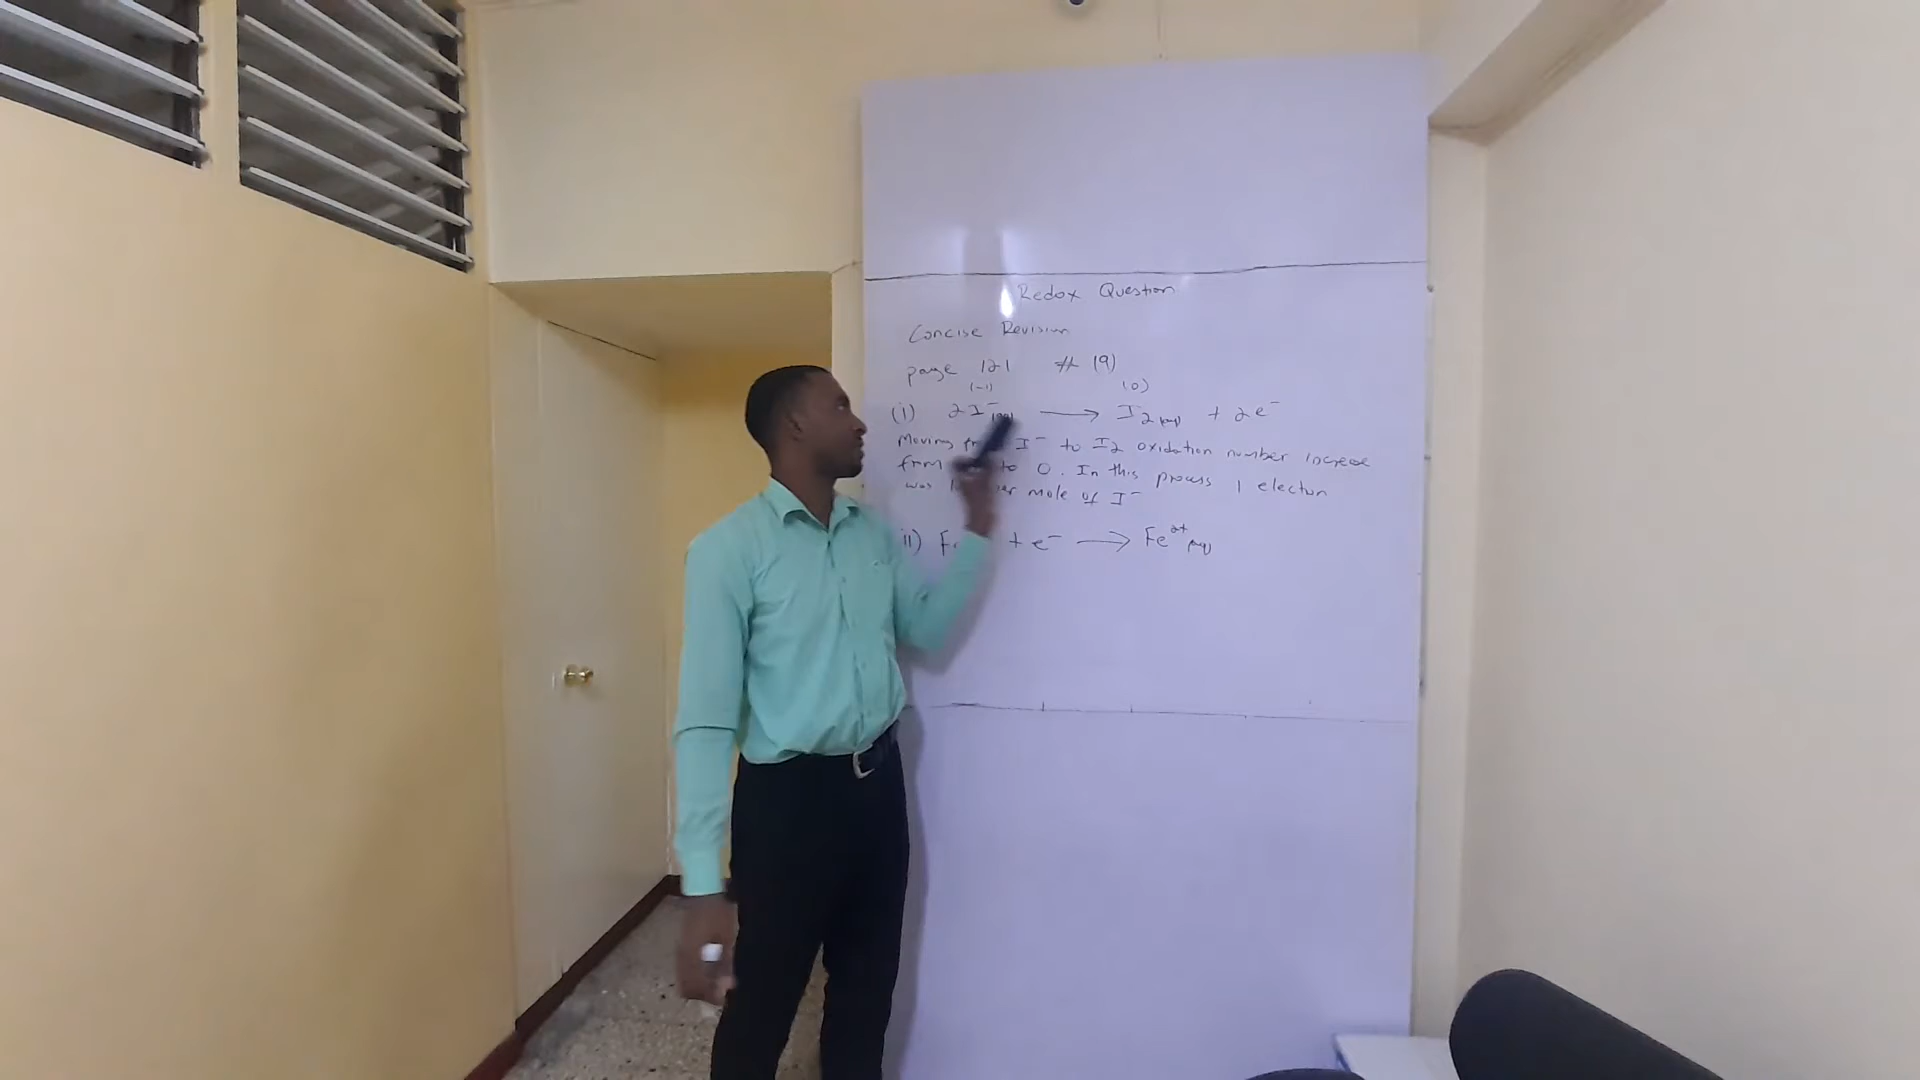 Redox Question
Concise Revision
page 121 # 19)
(-1) (0)
(i) 2I⁻(aq) ⟶ I₂(aq) + 2e⁻
Moving I⁻ to I2 oxidation number increase
from to 0. In this process 1 electron
was per mole of I⁻
ii) + e⁻ ⟶ Fe²⁺(aq)